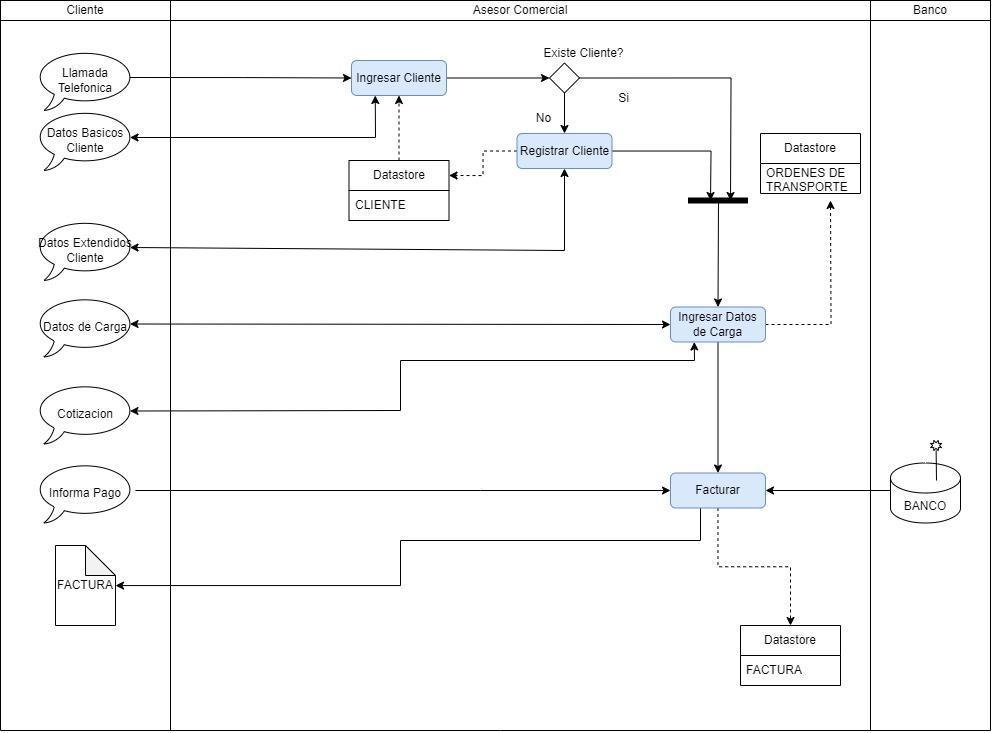 Cliente
Asesor Comercial
Banco
Existe Cliente?
Llamada
Telefonica
Ingresar Cliente
Si
No
Datos Basicos
Cliente
Registrar Cliente
Datastore
ORDENES DE
TRANSPORTE
Datastore
CLIENTE
Datos Extendidos
Cliente
Datos de Carga
Ingresar Datos
de Carga
Cotizacion
Informa Pago
Facturar
BANCO
FACTURA
Datastore
FACTURA